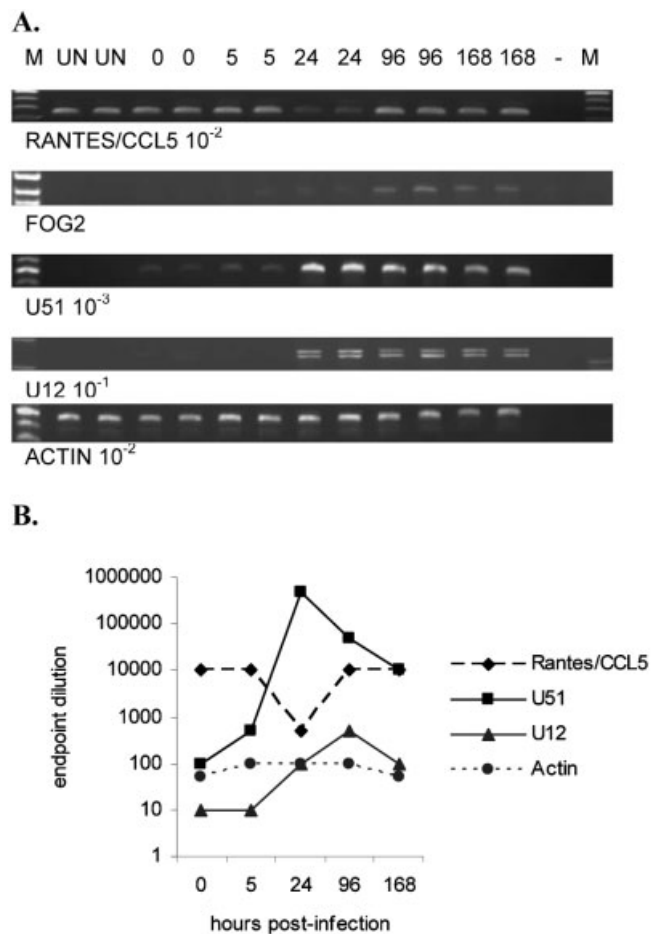 A.
M UN UN 0 0 5 5 24 24 96 96 168 168 - M
RANTES/CCL5 10⁻²
FOG2
U51 10⁻³
U12 10⁻¹
ACTIN 10⁻²
B.
1000000
100000
10000
1000
100
10
1
endpoint dilution
0 5 24 96 168
hours post-infection
Rantes/CCL5
U51
U12
Actin